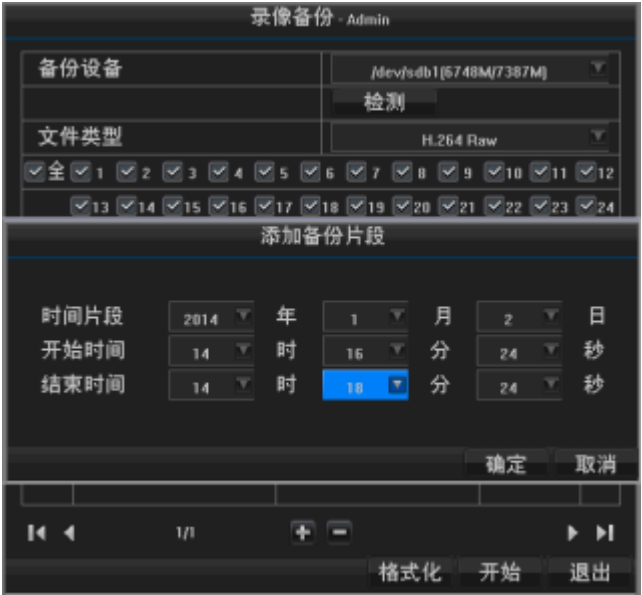 录像备份 - Admin
备份设备 /dev/sdb1(6748M/7387M)
检测
文件类型 H.264 Raw
全 1 2 3 4 5 6 7 8 9 10 11 12
13 14 15 16 17 18 19 20 21 22 23 24
添加备份片段
时间片段 2014 年 1 月 2 日
开始时间 14 时 16 分 24 秒
结束时间 14 时 18 分 24 秒
确定 取消
1/1
格式化 开始 退出